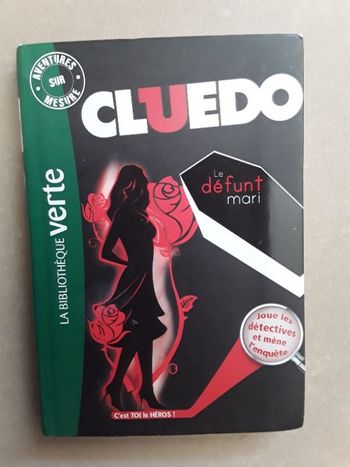 AVENTURES
SUR
MESURE
CLUEDO
Le
défunt
mari
LA BIBLIOTHÈQUE verte
Joue les
détectives
et mène
l'enquête
C'est TOI le HÉROS !